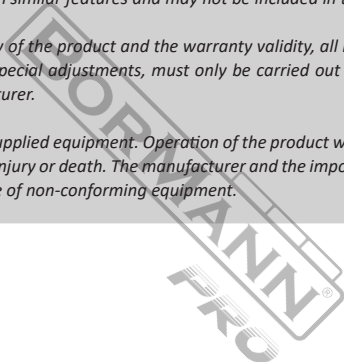 similar features and may not be included in
of the product and the warranty validity, all
pecial adjustments, must only be carried out
urer.
upplied equipment. Operation of the product w
njury or death. The manufacturer and the impo
e of non-conforming equipment.
BORMANN®
PRO